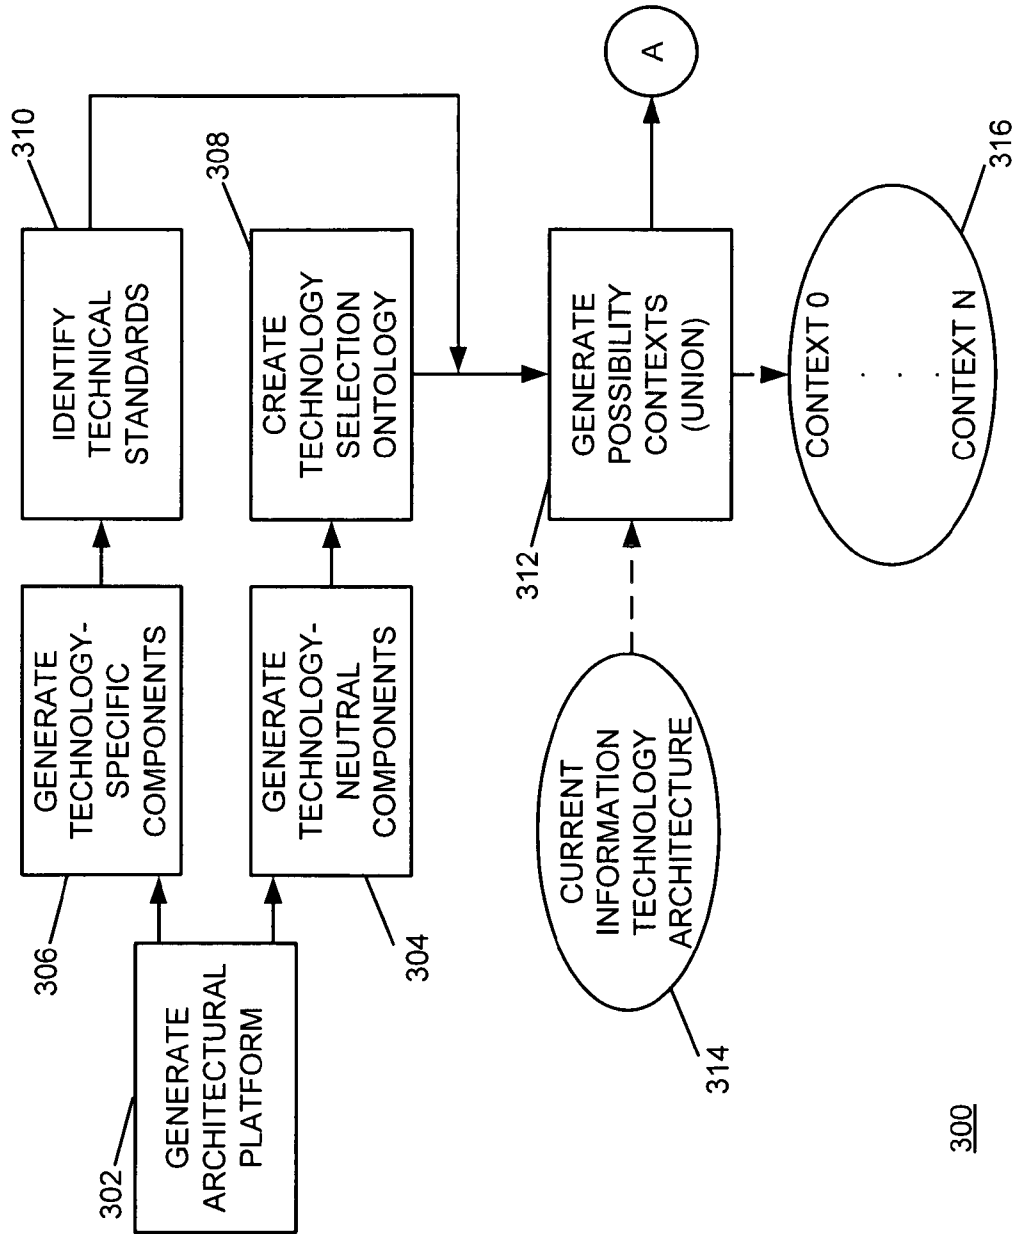 302
GENERATE
ARCHITECTURAL
PLATFORM
306
GENERATE
TECHNOLOGY-
SPECIFIC
COMPONENTS
310
IDENTIFY
TECHNICAL
STANDARDS
304
GENERATE
TECHNOLOGY-
NEUTRAL
COMPONENTS
308
CREATE
TECHNOLOGY
SELECTION
ONTOLOGY
314
CURRENT
INFORMATION
TECHNOLOGY
ARCHITECTURE
312
GENERATE
POSSIBILITY
CONTEXTS
(UNION)
A
316
CONTEXT 0
. . .
CONTEXT N
300